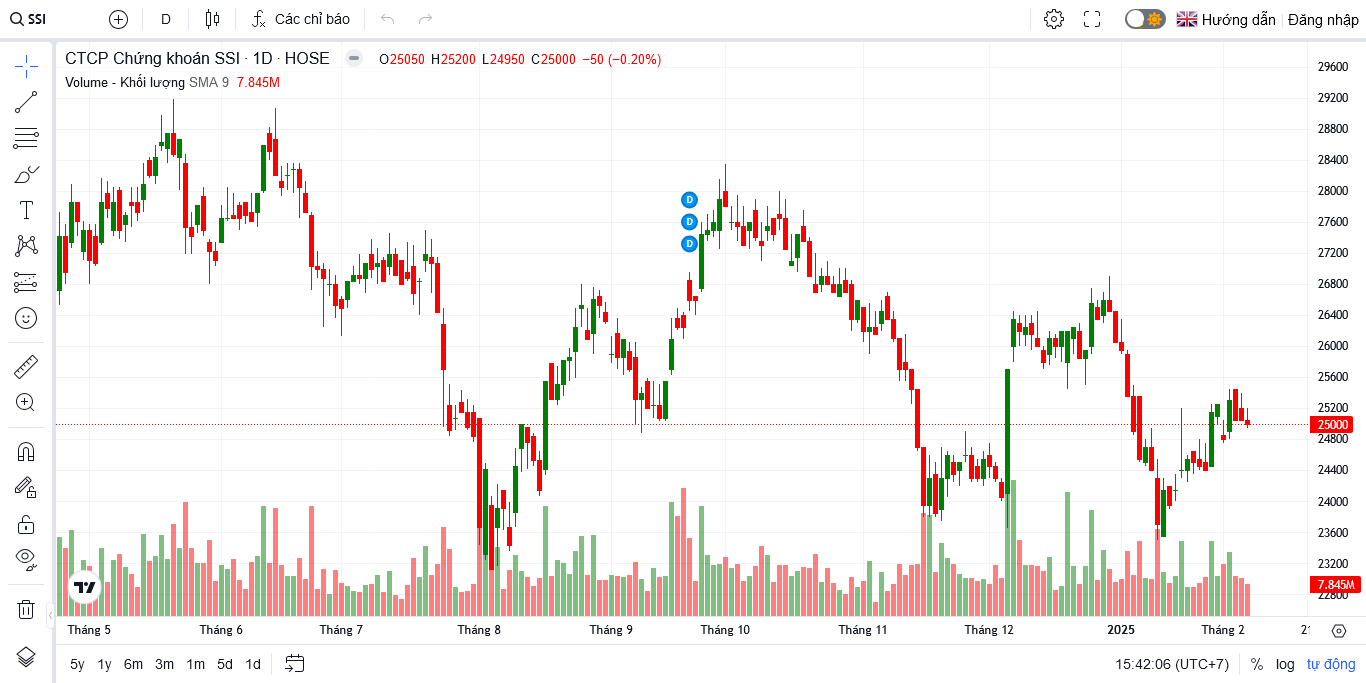 SSI D Các chỉ báo Hướng dẫn Đăng nhập
CTCP Chứng khoán SSI · 1D · HOSE O25050 H25200 L24950 C25000 −50 (−0.20%)
Volume - Khối lượng SMA 9 7.845M
29600
29200
28800
28400
28000
27600
27200
26800
26400
26000
25600
25200
25000
24800
24400
24000
23600
23200
7.845M
22800
D
D
D
Tháng 5 Tháng 6 Tháng 7 Tháng 8 Tháng 9 Tháng 10 Tháng 11 Tháng 12 2025 Tháng 2
5y 1y 6m 3m 1m 5d 1d 15:42:06 (UTC+7) % log tự động